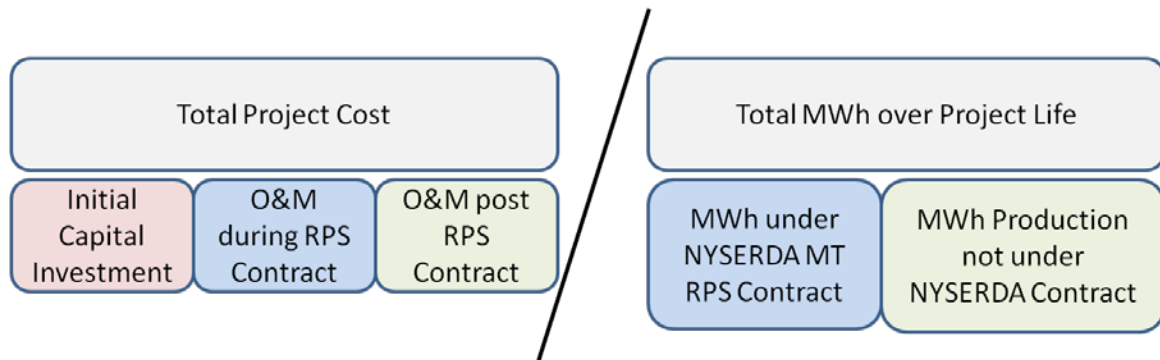 Total Project Cost
Total MWh over Project Life
Initial
Capital
Investment
O&M
during RPS
Contract
O&M post
RPS
Contract
MWh under
NYSERDA MT
RPS Contract
MWh Production
not under
NYSERDA Contract